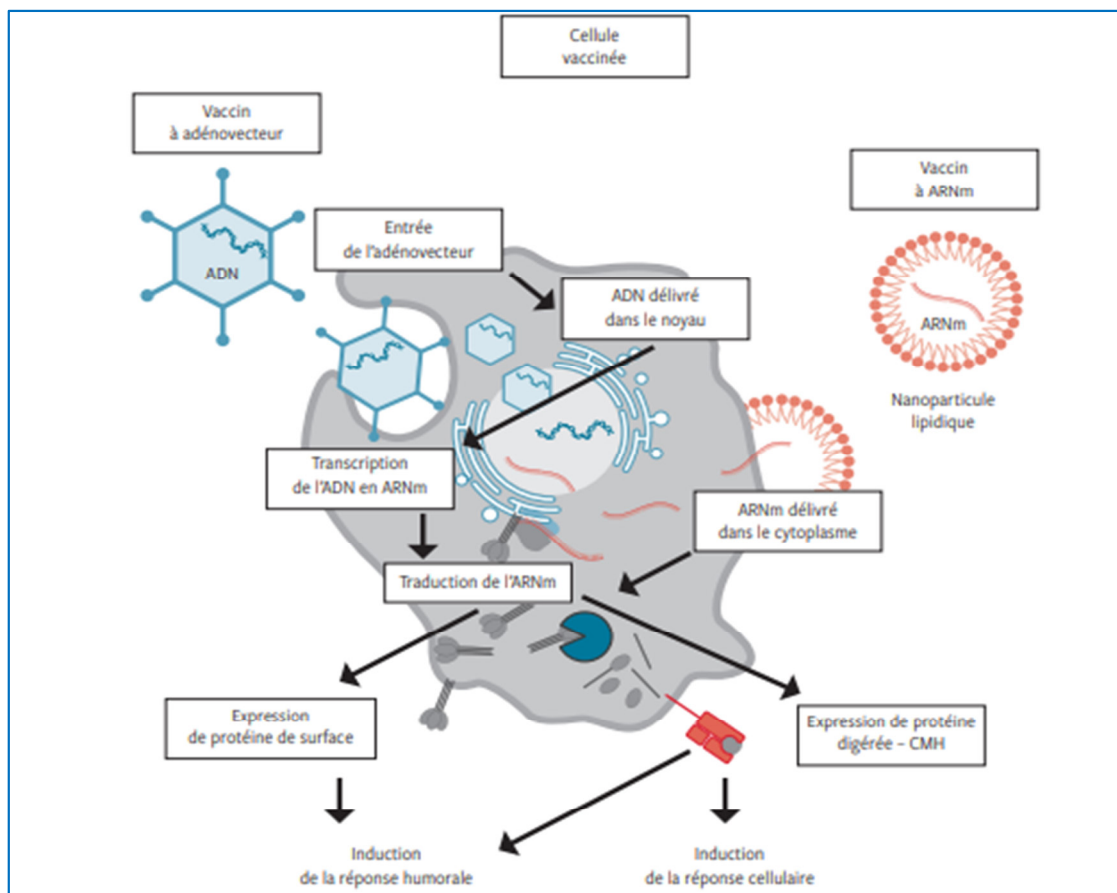 Cellule
vaccinée
Vaccin
à adénovecteur
Vaccin
à ARNm
ADN
Entrée
de l'adénovecteur
ADN délivré
dans le noyau
ARNm
Nanoparticule
lipidique
Transcription
de l'ADN en ARNm
ARNm délivré
dans le cytoplasme
Traduction de l'ARNm
Expression
de protéine de surface
Expression de protéine
digérée – CMH
Induction
de la réponse humorale
Induction
de la réponse cellulaire